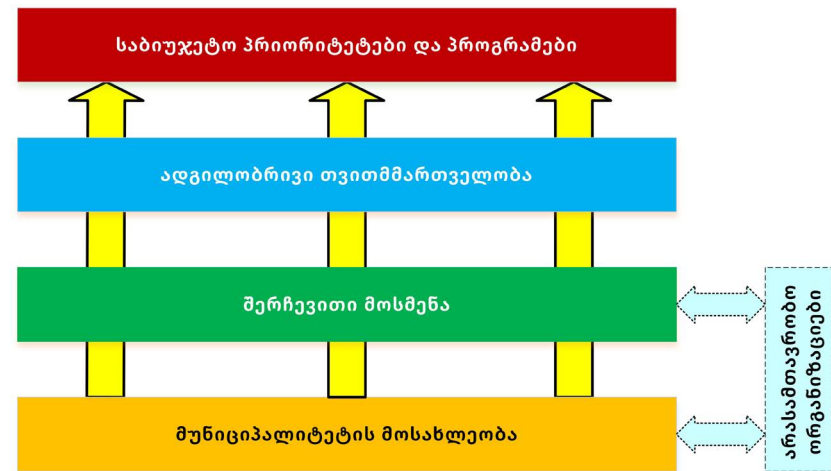 საბიუჯეტო პრიორიტეტები და პროგრამები
ადგილობრივი თვითმმართველობა
შერჩევითი მოსმენა
მუნიციპალიტეტის მოსახლეობა
არასამთავრობო
ორგანიზაციები